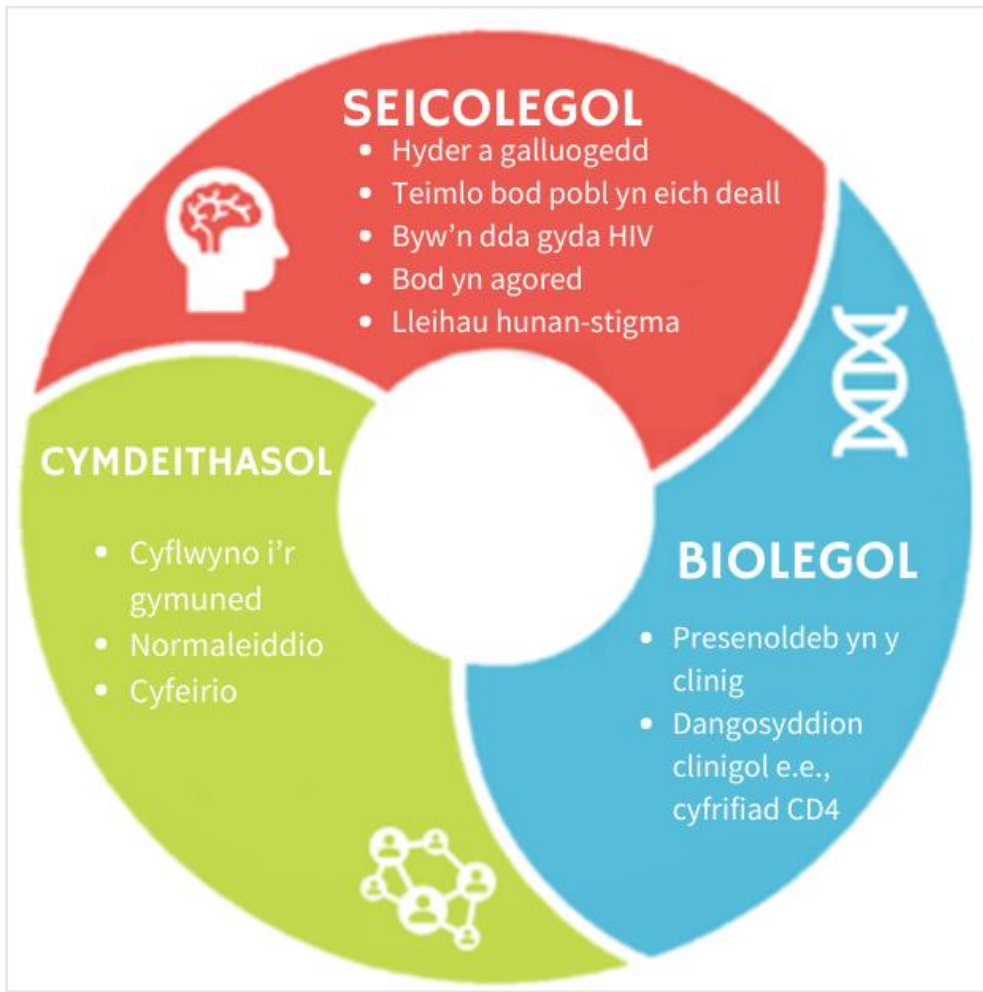 SEICOLEGOL
• Hyder a galluogedd
• Teimlo bod pobl yn eich deall
• Byw'n dda gyda HIV
• Bod yn agored
• Lleihau hunan-stigma
CYMDEITHASOL
• Cyflwyno i'r
gymuned
• Normaleiddio
• Cyfeirio
BIOLEGOL
• Presenoldeb yn y
clinig
• Dangosyddion
clinigol e.e.,
cyfrifiad CD4